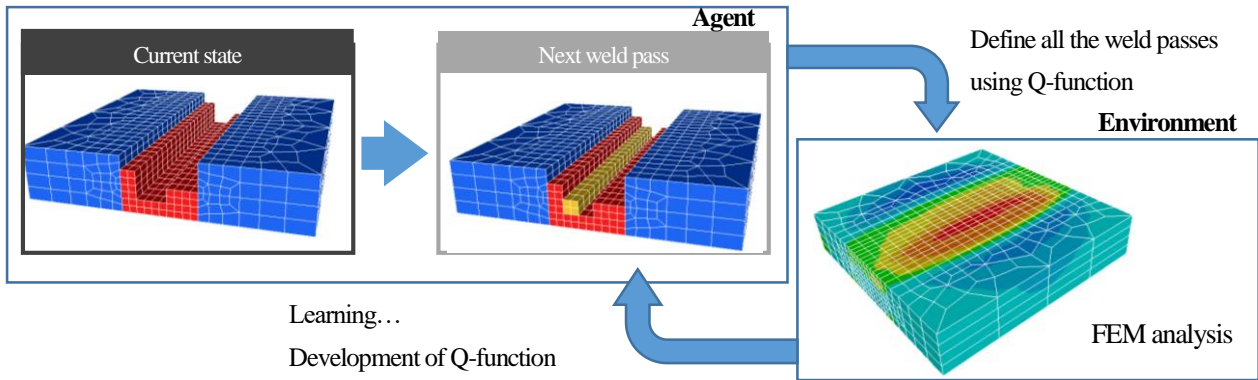 Agent
Current state
Next weld pass
Define all the weld passes
using Q-function
Environment
FEM analysis
Learning…
Development of Q-function